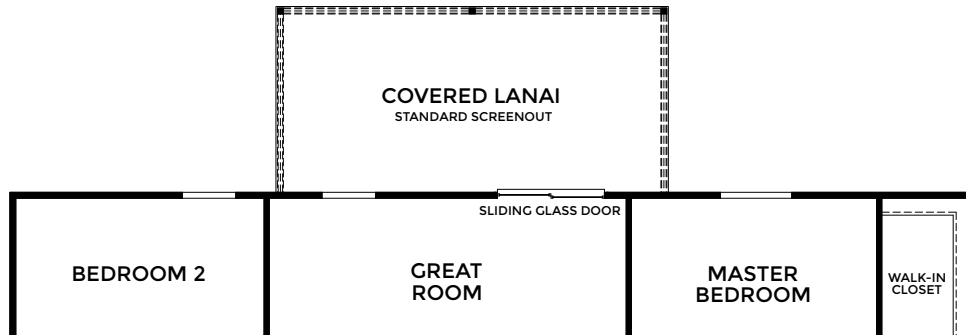 COVERED LANAI
STANDARD SCREENOUT
SLIDING GLASS DOOR
BEDROOM 2
GREAT
ROOM
MASTER
BEDROOM
WALK-IN
CLOSET